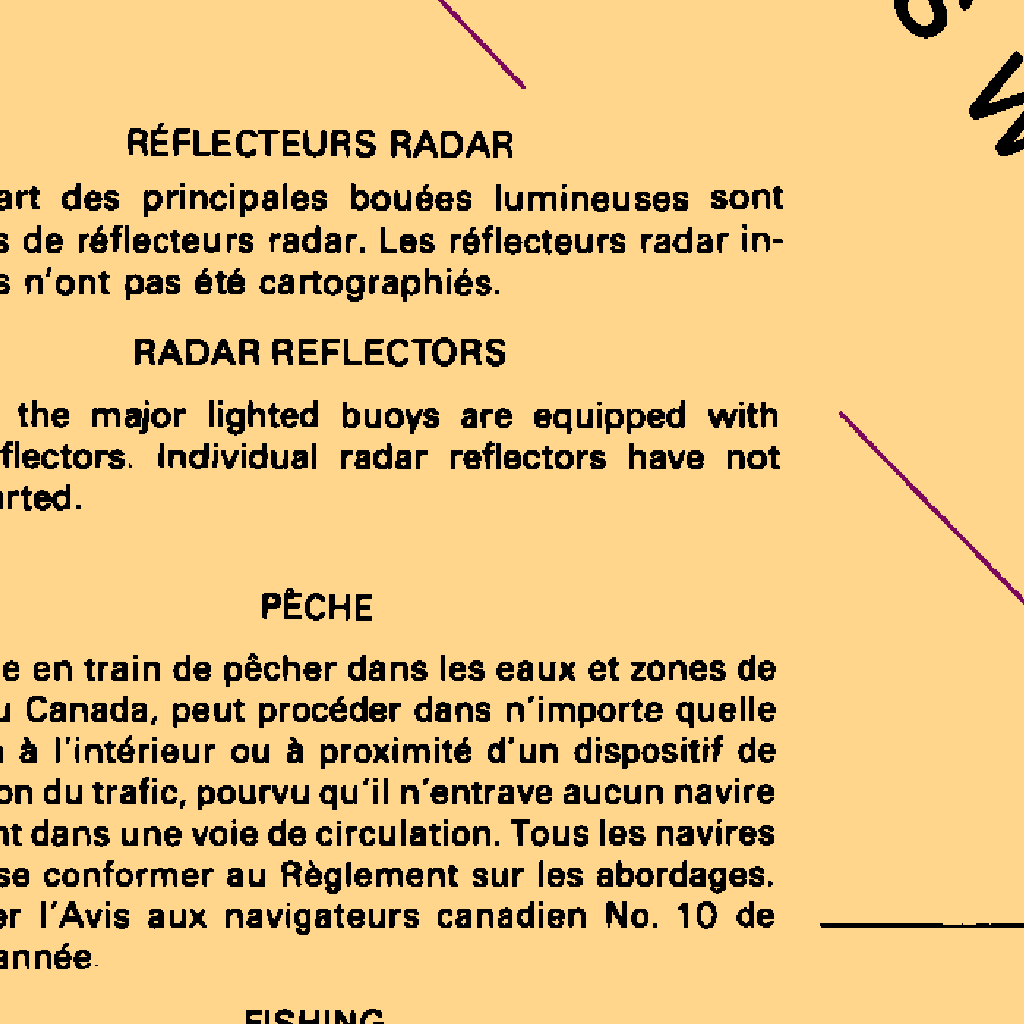 RÉFLECTEURS RADAR
art des principales bouées lumineuses sont
s de réflecteurs radar. Les réflecteurs radar in-
s n'ont pas été cartographiés.
RADAR REFLECTORS
the major lighted buoys are equipped with
flectors. Individual radar reflectors have not
arted.
PÊCHE
e en train de pêcher dans les eaux et zones de
u Canada, peut procéder dans n'importe quelle
à l'intérieur ou à proximité d'un dispositif de
on du trafic, pourvu qu'il n'entrave aucun navire
nt dans une voie de circulation. Tous les navires
se conformer au Règlement sur les abordages.
er l'Avis aux navigateurs canadien No. 10 de
année.
FISHING